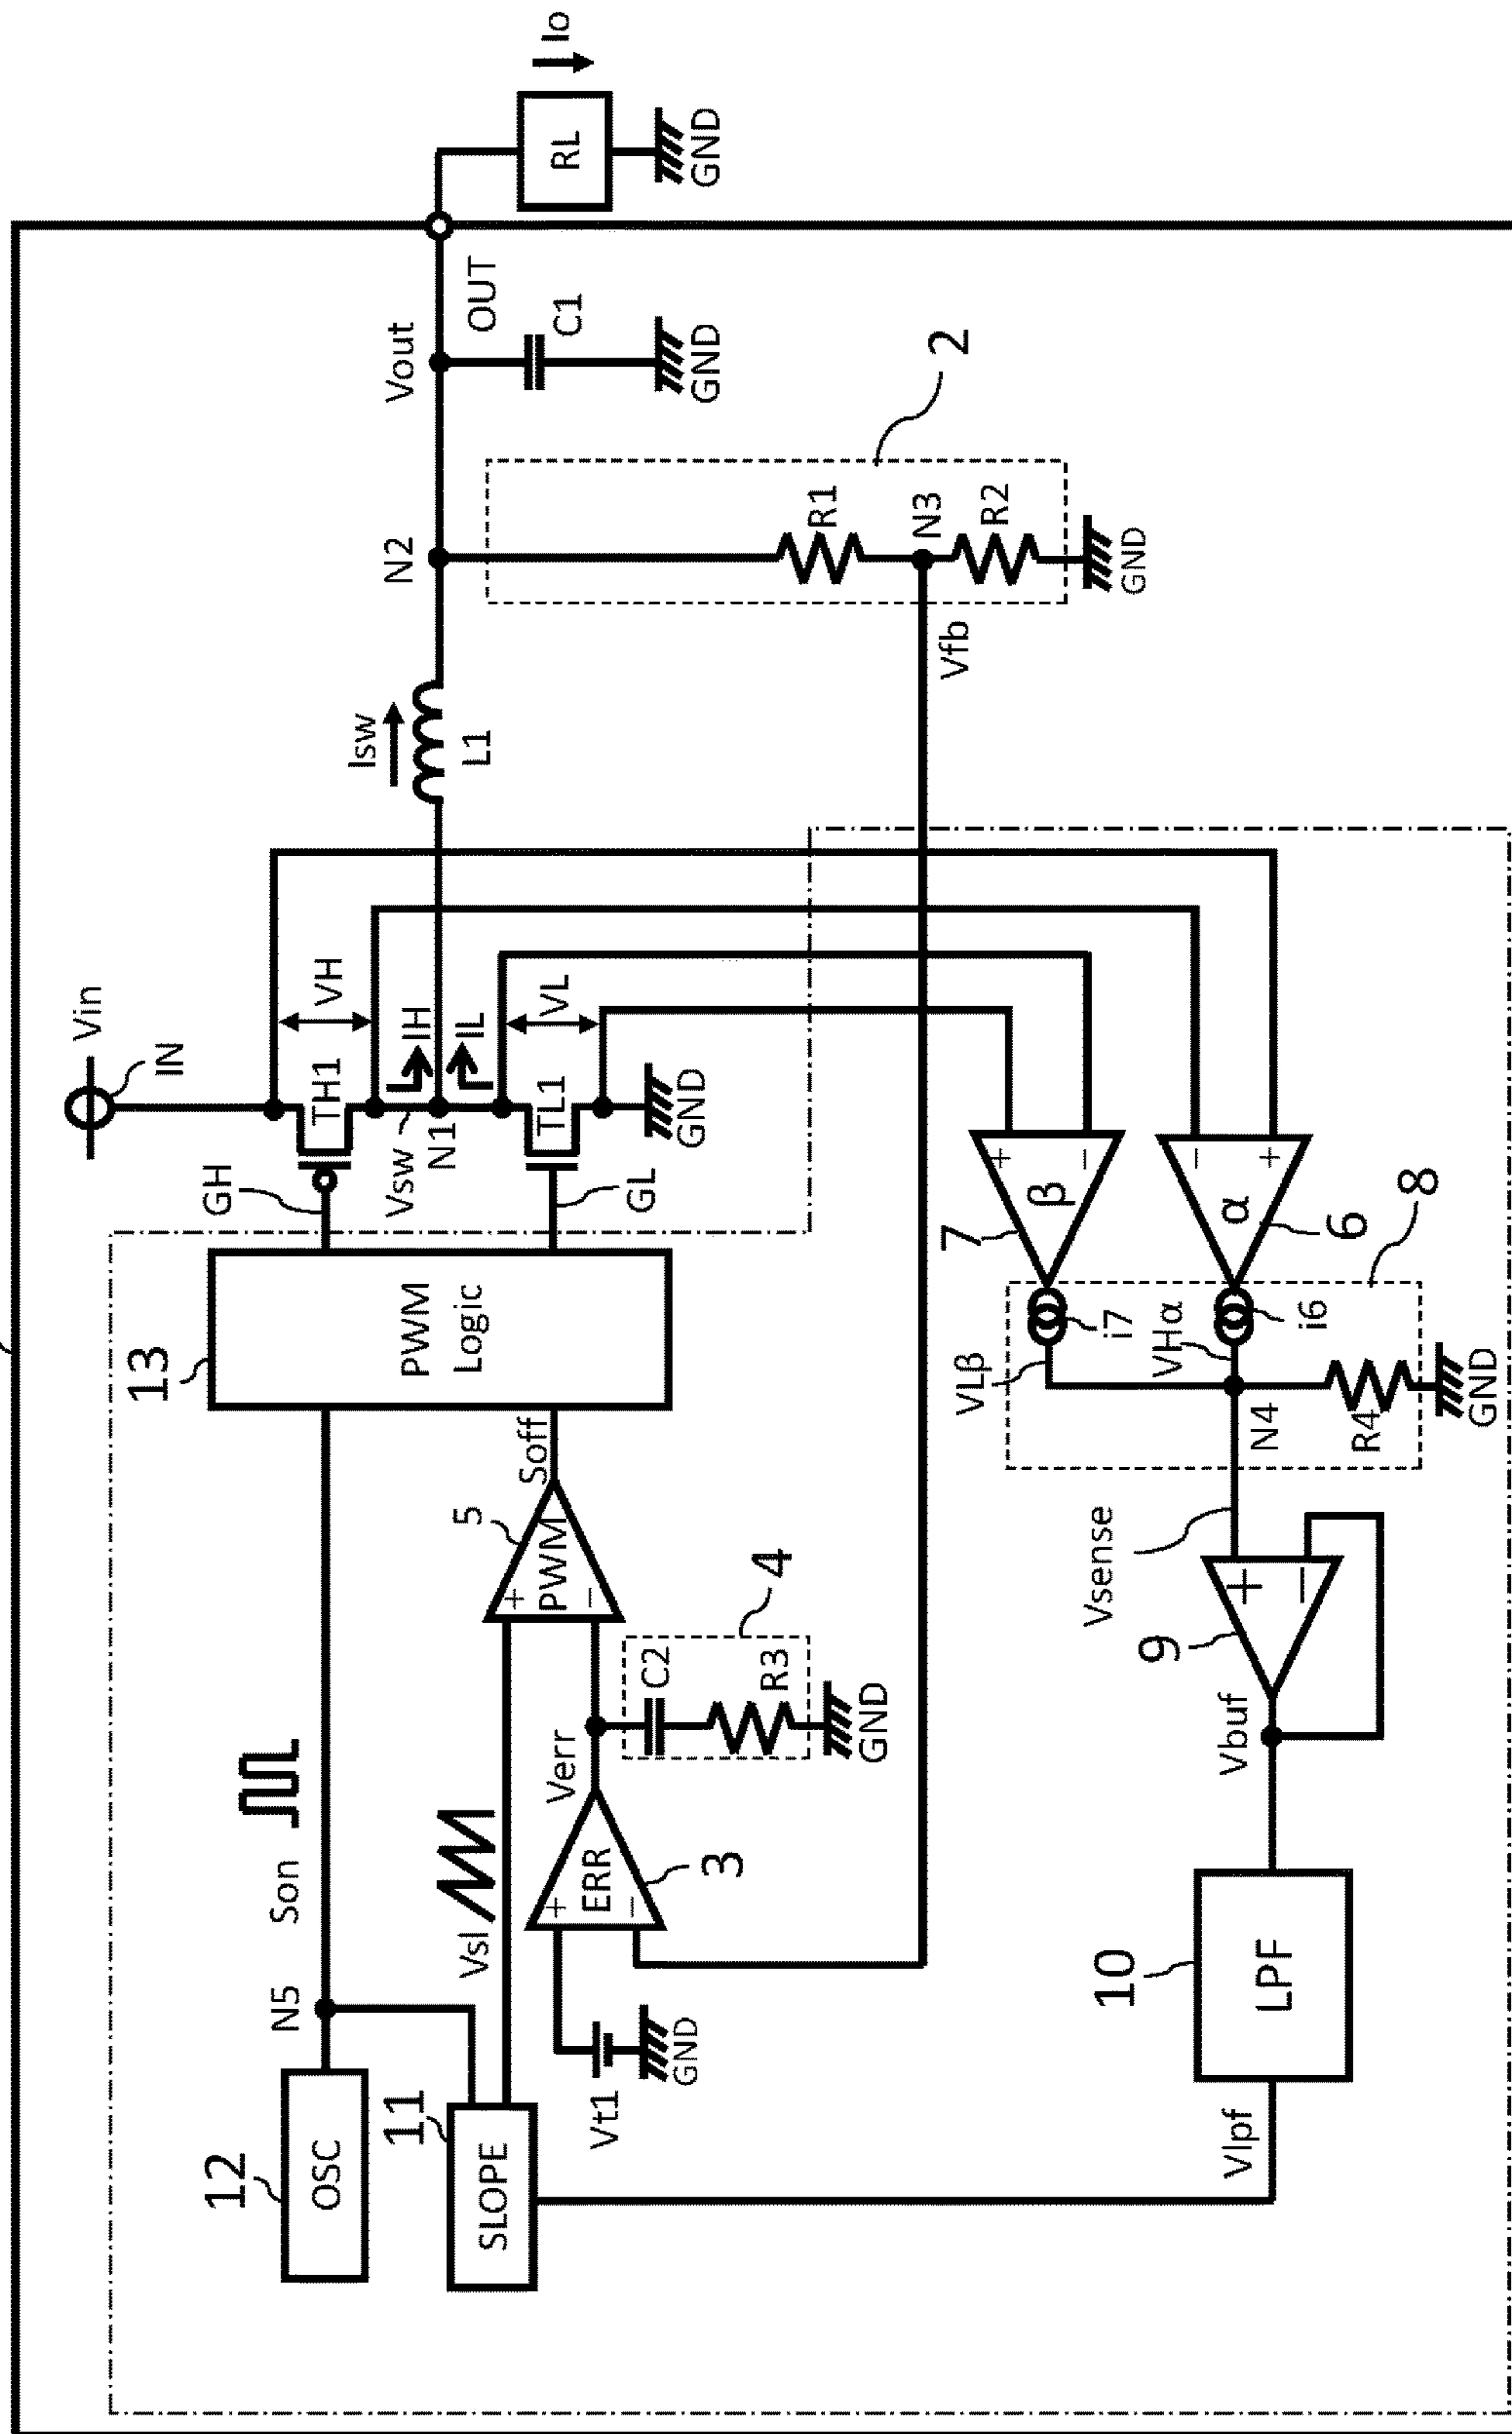 Vin
IN
GH
TH1
VH
IH
Vsw
N1
IL
VL
TL1
GL
GND
Isw
L1
N2
Vout
OUT
C1
GND
RL
Io
GND
2
R1
N3
R2
GND
Vfb
12
OSC
N5
Son
13
PWM
Logic
11
SLOPE
Vsl
Soff
5
+
PWM
−
Vt1
GND
3
+
ERR
−
Verr
4
C2
R3
GND
7
+
β
−
6
−
α
+
8
i7
i6
VLβ
VHα
N4
R4
GND
Vsense
9
+
−
Vbuf
10
LPF
Vlpf